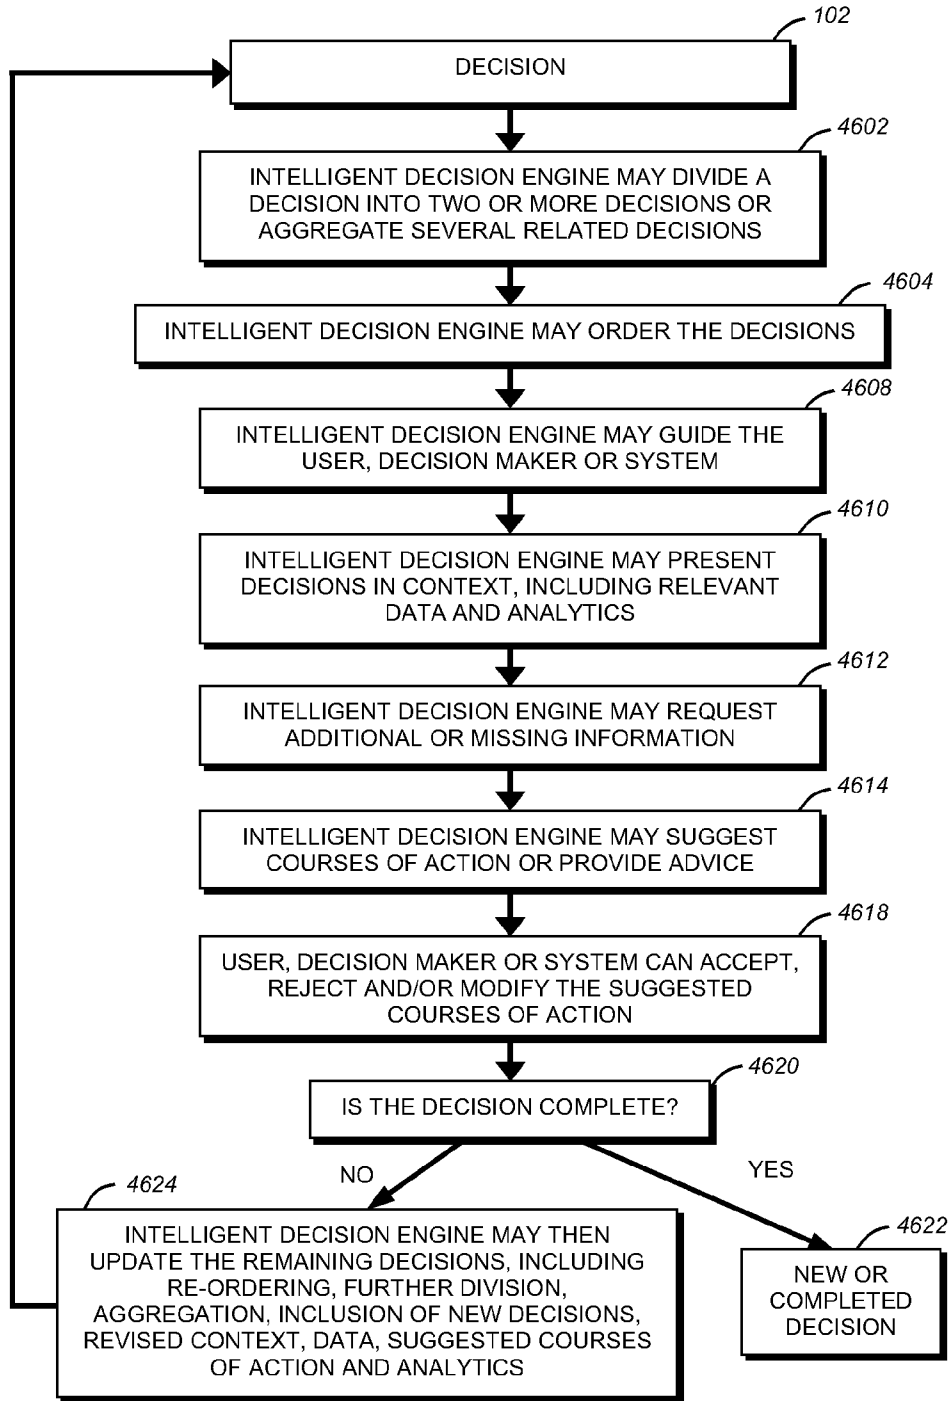 102
DECISION
4602
INTELLIGENT DECISION ENGINE MAY DIVIDE A
DECISION INTO TWO OR MORE DECISIONS OR
AGGREGATE SEVERAL RELATED DECISIONS
4604
INTELLIGENT DECISION ENGINE MAY ORDER THE DECISIONS
4608
INTELLIGENT DECISION ENGINE MAY GUIDE THE
USER, DECISION MAKER OR SYSTEM
4610
INTELLIGENT DECISION ENGINE MAY PRESENT
DECISIONS IN CONTEXT, INCLUDING RELEVANT
DATA AND ANALYTICS
4612
INTELLIGENT DECISION ENGINE MAY REQUEST
ADDITIONAL OR MISSING INFORMATION
4614
INTELLIGENT DECISION ENGINE MAY SUGGEST
COURSES OF ACTION OR PROVIDE ADVICE
4618
USER, DECISION MAKER OR SYSTEM CAN ACCEPT,
REJECT AND/OR MODIFY THE SUGGESTED
COURSES OF ACTION
4620
IS THE DECISION COMPLETE?
NO
YES
4624
INTELLIGENT DECISION ENGINE MAY THEN
UPDATE THE REMAINING DECISIONS, INCLUDING
RE-ORDERING, FURTHER DIVISION,
AGGREGATION, INCLUSION OF NEW DECISIONS,
REVISED CONTEXT, DATA, SUGGESTED COURSES
OF ACTION AND ANALYTICS
4622
NEW OR
COMPLETED
DECISION